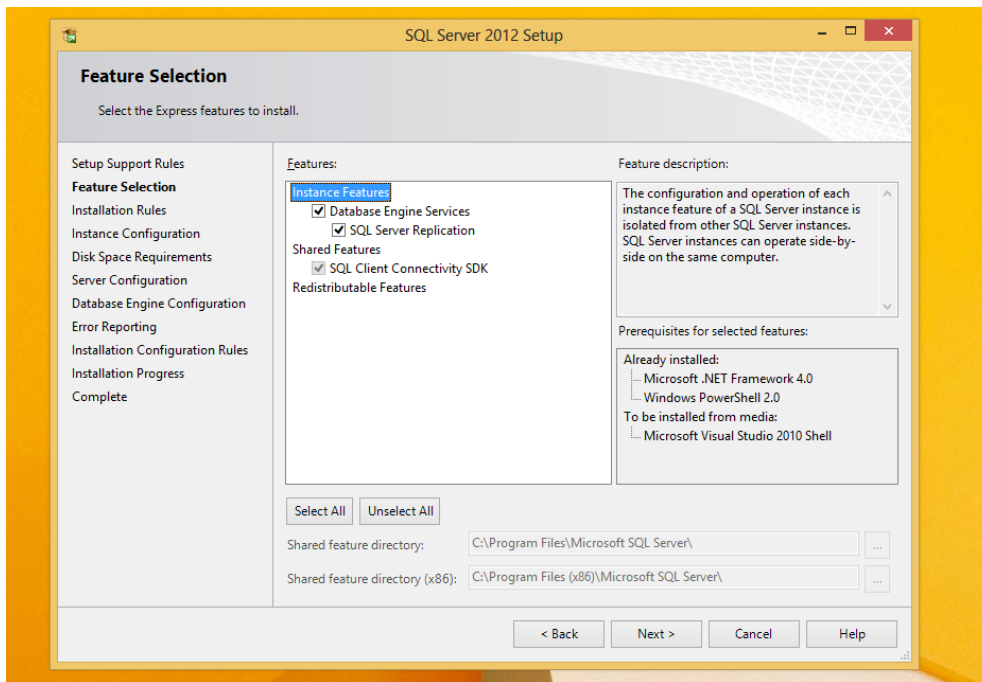 SQL Server 2012 Setup
Feature Selection
Select the Express features to install.
Setup Support Rules
Feature Selection
Installation Rules
Instance Configuration
Disk Space Requirements
Server Configuration
Database Engine Configuration
Error Reporting
Installation Configuration Rules
Installation Progress
Complete
Features:
Instance Features
Database Engine Services
SQL Server Replication
Shared Features
SQL Client Connectivity SDK
Redistributable Features
Feature description:
The configuration and operation of each
instance feature of a SQL Server instance is
isolated from other SQL Server instances.
SQL Server instances can operate side-by-
side on the same computer.
Prerequisites for selected features:
Already installed:
Microsoft .NET Framework 4.0
Windows PowerShell 2.0
To be installed from media:
Microsoft Visual Studio 2010 Shell
Select All
Unselect All
Shared feature directory:
C:\Program Files\Microsoft SQL Server\
...
Shared feature directory (x86):
C:\Program Files (x86)\Microsoft SQL Server\
...
< Back
Next >
Cancel
Help